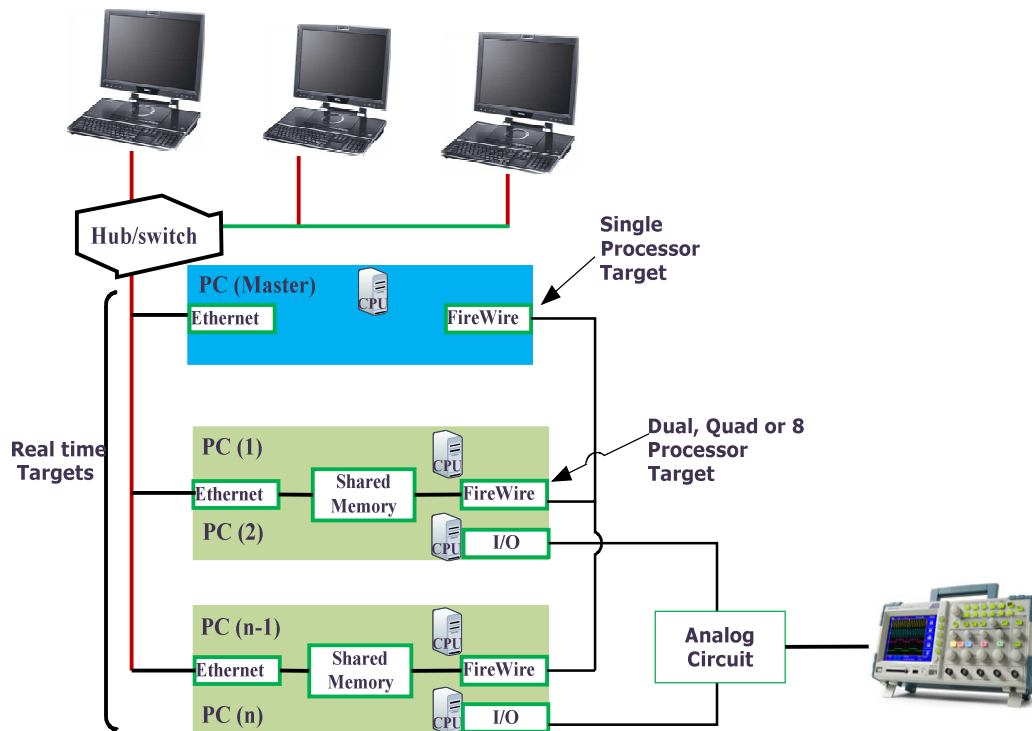 Hub/switch
Single
Processor
Target
PC (Master)
CPU
Ethernet
FireWire
Real time
Targets
Dual, Quad or 8
Processor
Target
PC (1)
CPU
Ethernet
Shared
Memory
FireWire
PC (2)
CPU
I/O
PC (n-1)
CPU
Ethernet
Shared
Memory
FireWire
PC (n)
CPU
I/O
Analog
Circuit